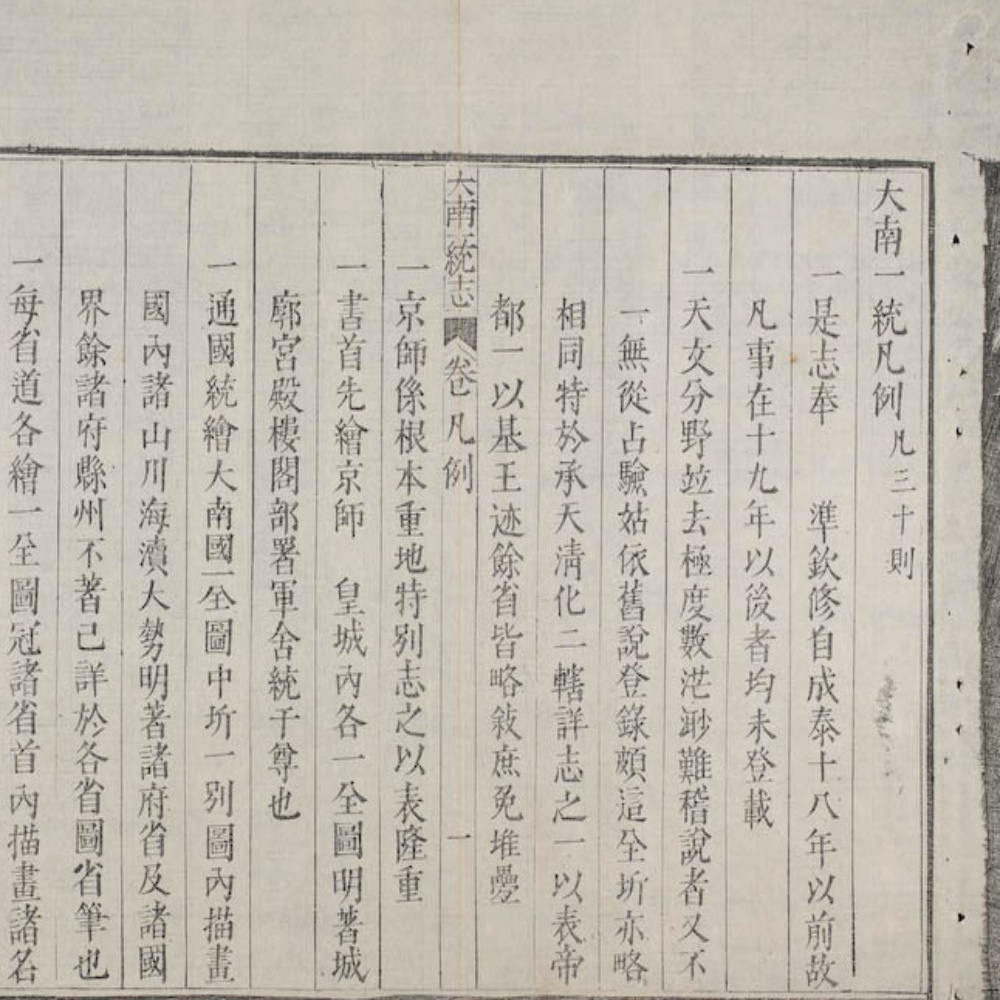 大南一統凡例 凡三十則
一是志奉 準欽修自成泰十八年以前故
凡事在十九年以後者均未登載
一天文分野竝去極度數茫渺難稽說者又不
一無從占驗姑依舊說登錄頗這全圻亦略
相同特於承天淸化二轄詳志之一以表帝
都一以基王迹餘省皆略敍庶免堆疊
一京師係根本重地特別志之以表隆重
大南一統志 卷 凡例 一
一書首先繪京師 皇城內各一全圖明著城
廓宮殿樓閣部署軍舍統于尊也
一通國統繪大南國一全圖中圻一別圖內描畫
國內諸山川海瀆大勢明著諸府省及諸國
界餘諸府縣州不著已詳於各省圖省筆也
一每省道各繪一全圖冠諸省首內描畫諸名